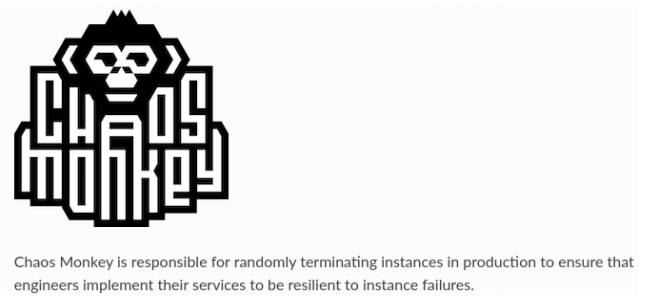 CHAOS
monkey
Chaos Monkey is responsible for randomly terminating instances in production to ensure that
engineers implement their services to be resilient to instance failures.